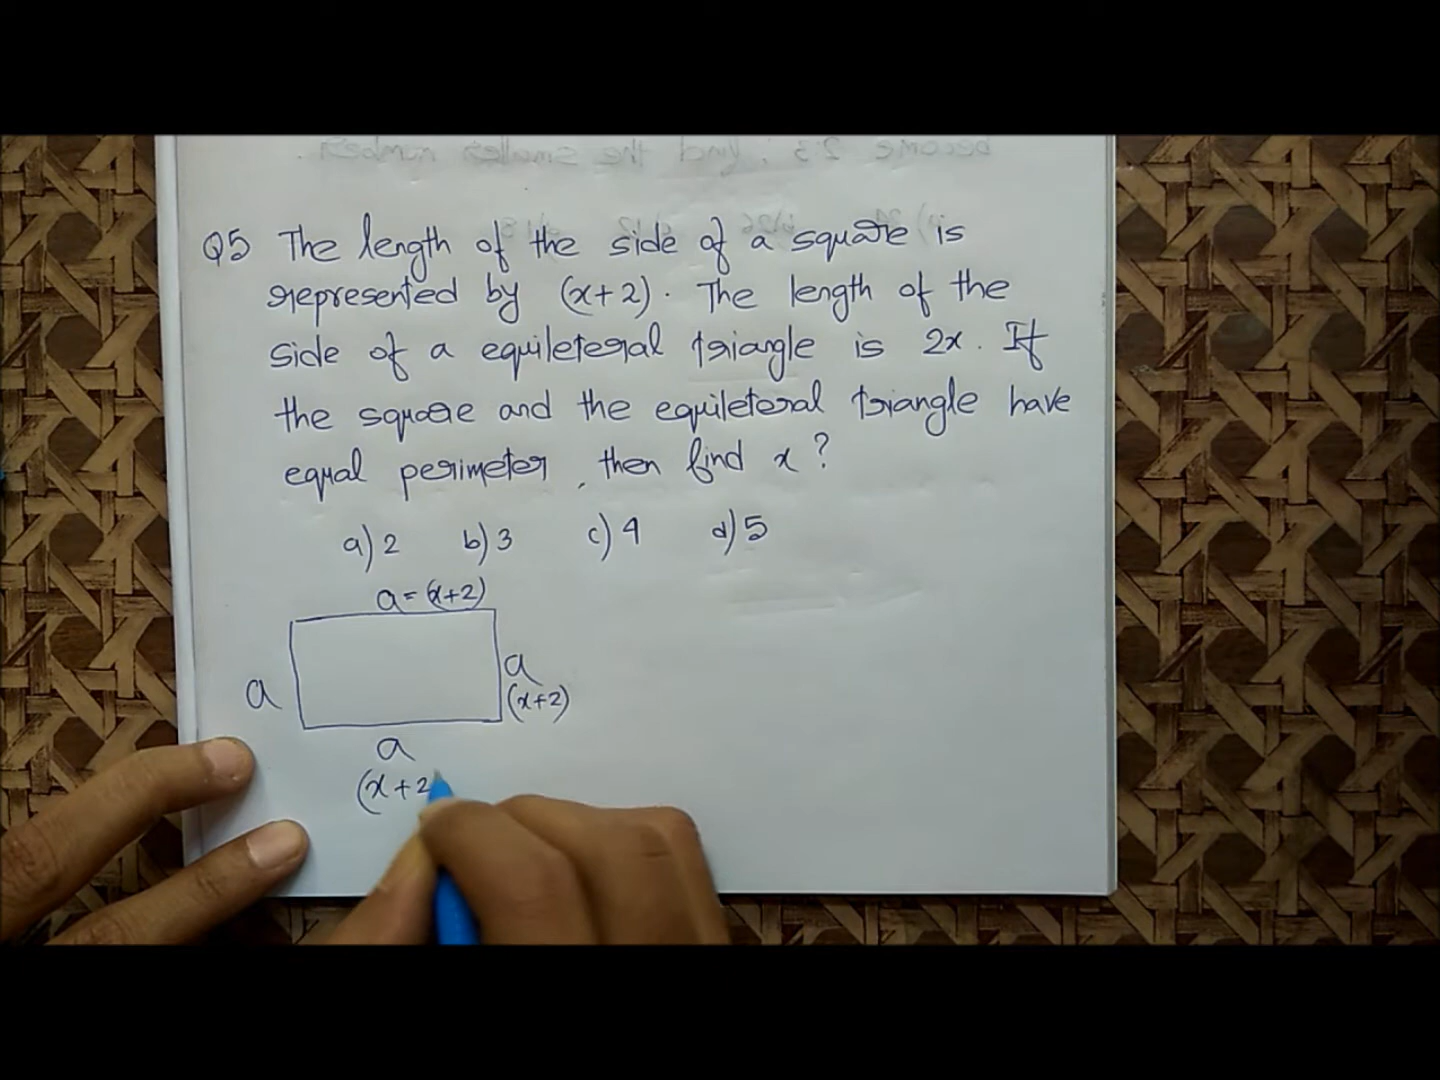 Q5 The length of the side of a square is
represented by (x+2). The length of the
side of a equileteral triangle is 2x. If
the square and the equileteral triangle have
equal perimeter, then find x?
a) 2 b) 3 c) 4 d) 5
a = (x+2)
a
a
(x+2)
a
(x+2